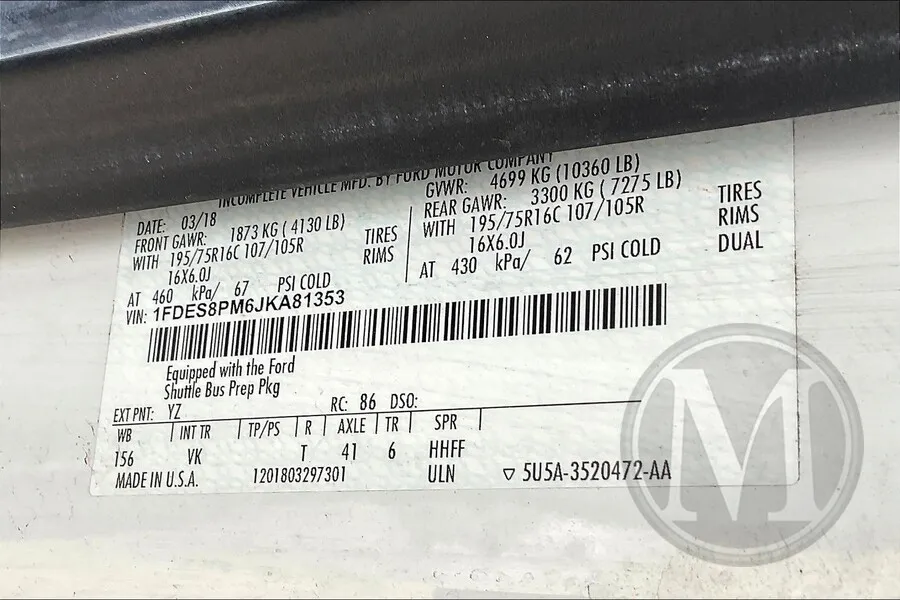 INCOMPLETE VEHICLE MFD. BY FORD MOTOR COMPANY
DATE: 03/18
FRONT GAWR: 1873 KG ( 4130 LB)
WITH 195/75R16C 107/105R TIRES
16X6.0J RIMS
AT 460 kPa/ 67 PSI COLD
GVWR: 4699 KG (10360 LB)
REAR GAWR: 3300 KG ( 7275 LB)
WITH 195/75R16C 107/105R TIRES
16X6.0J RIMS
AT 430 kPa/ 62 PSI COLD DUAL
VIN: 1FDES8PM6JKA81353
Equipped with the Ford
Shuttle Bus Prep Pkg
EXT PNT: YZ RC: 86 DSO:
WB INT TR TP/PS R AXLE TR SPR
156 VK T 41 6 HHFF
MADE IN U.S.A. 1201803297301 ULN ▽ 5U5A-3520472-AA
M